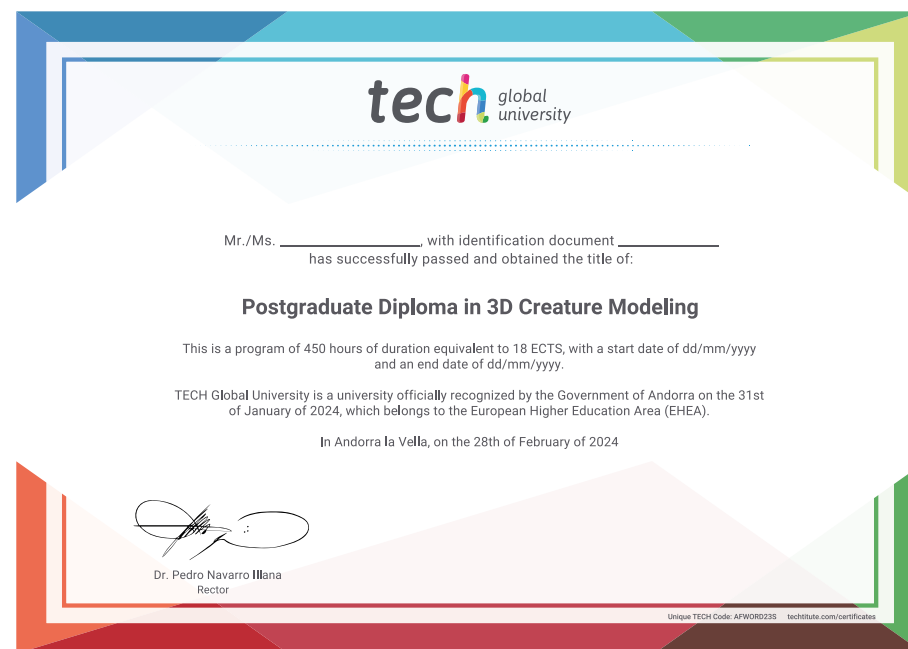 tech global
university
Mr./Ms. ____________________, with identification document ______________
has successfully passed and obtained the title of:
Postgraduate Diploma in 3D Creature Modeling
This is a program of 450 hours of duration equivalent to 18 ECTS, with a start date of dd/mm/yyyy
and an end date of dd/mm/yyyy.
TECH Global University is a university officially recognized by the Government of Andorra on the 31st
of January of 2024, which belongs to the European Higher Education Area (EHEA).
In Andorra la Vella, on the 28th of February of 2024
Dr. Pedro Navarro Illana
Rector
Unique TECH Code: AFWORD23S techtitute.com/certificates